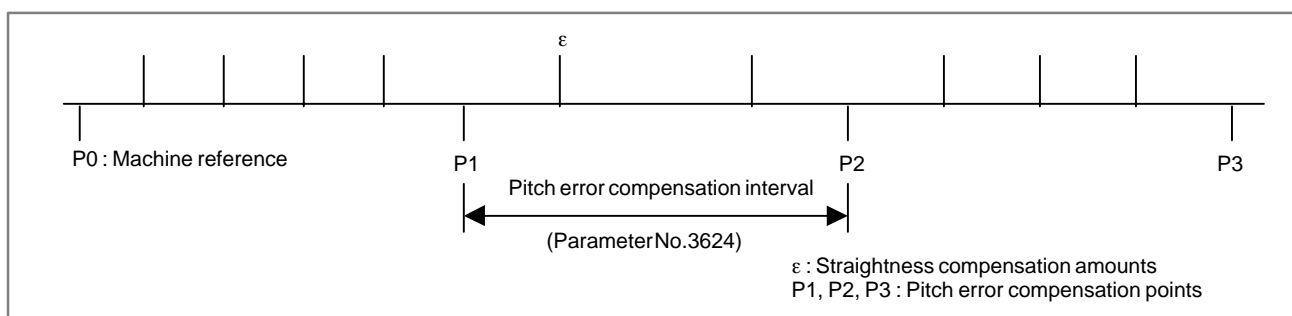 ε
P0 : Machine reference
P1
P2
P3
Pitch error compensation interval
(Parameter No.3624)
ε : Straightness compensation amounts
P1, P2, P3 : Pitch error compensation points